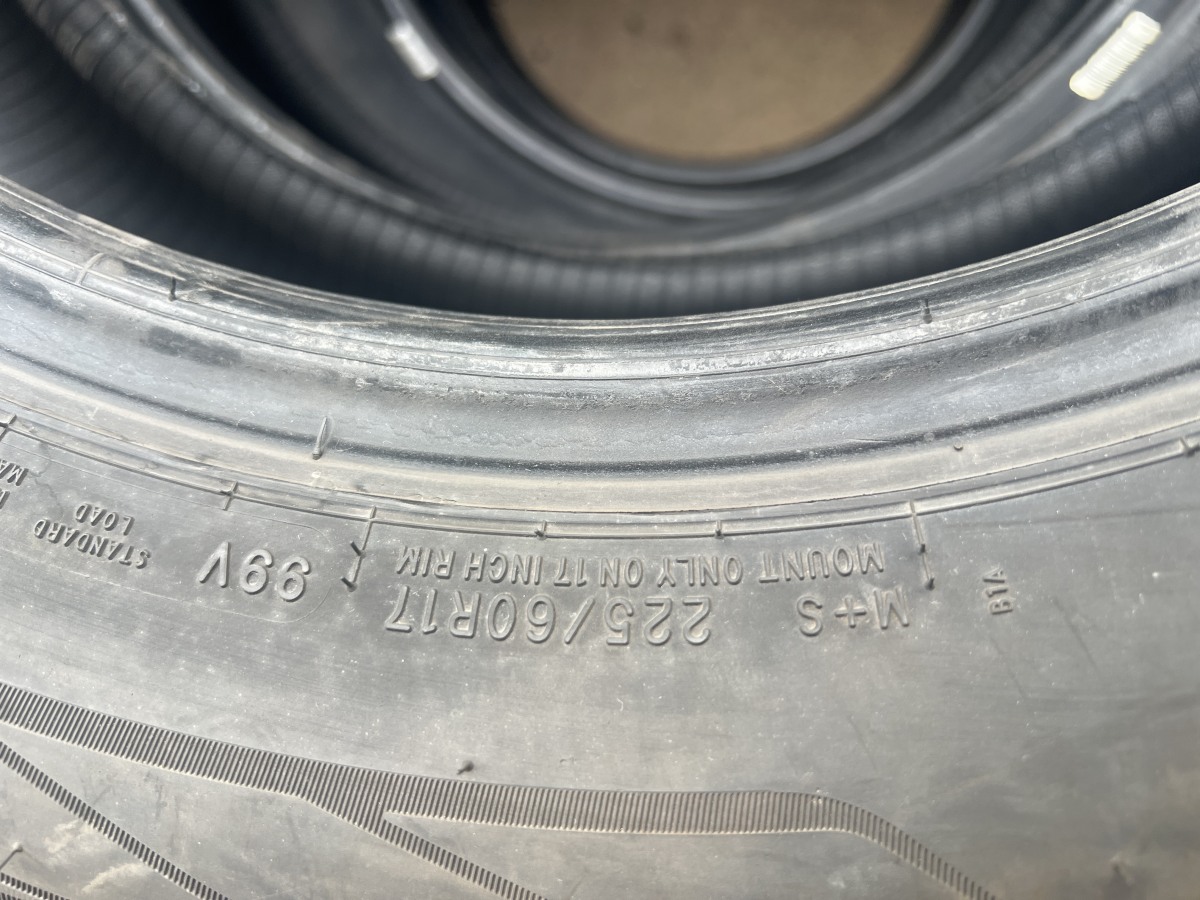 M+S 225/60R17 99V
MOUNT ONLY ON 17 INCH RIM
STANDARD
LOAD
B1A